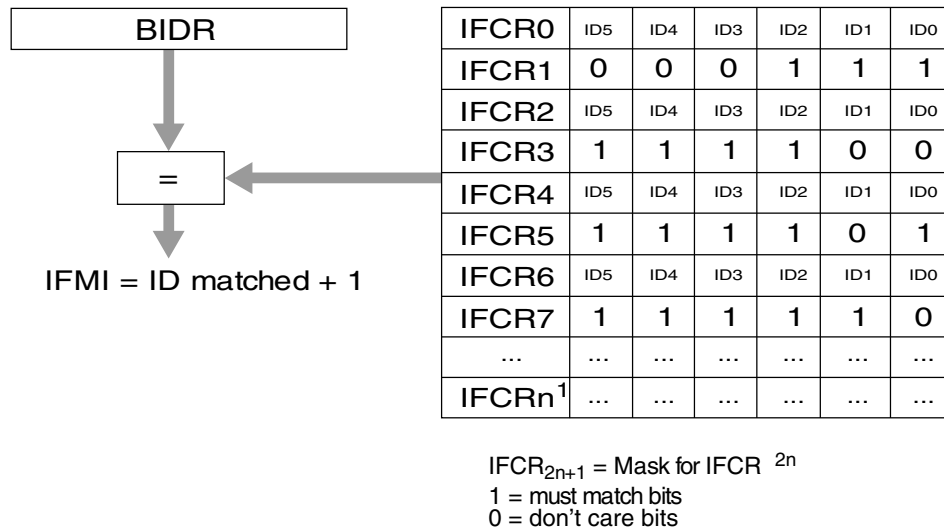 BIDR
=
IFMI = ID matched + 1
IFCR0 ID5 ID4 ID3 ID2 ID1 ID0
IFCR1 0 0 0 1 1 1
IFCR2 ID5 ID4 ID3 ID2 ID1 ID0
IFCR3 1 1 1 1 0 0
IFCR4 ID5 ID4 ID3 ID2 ID1 ID0
IFCR5 1 1 1 1 0 1
IFCR6 ID5 ID4 ID3 ID2 ID1 ID0
IFCR7 1 1 1 1 1 0
... ... ... ... ... ... ...
IFCRn¹ ... ... ... ... ... ...
IFCR₂ₙ₊₁ = Mask for IFCR ²ⁿ
1 = must match bits
0 = don't care bits